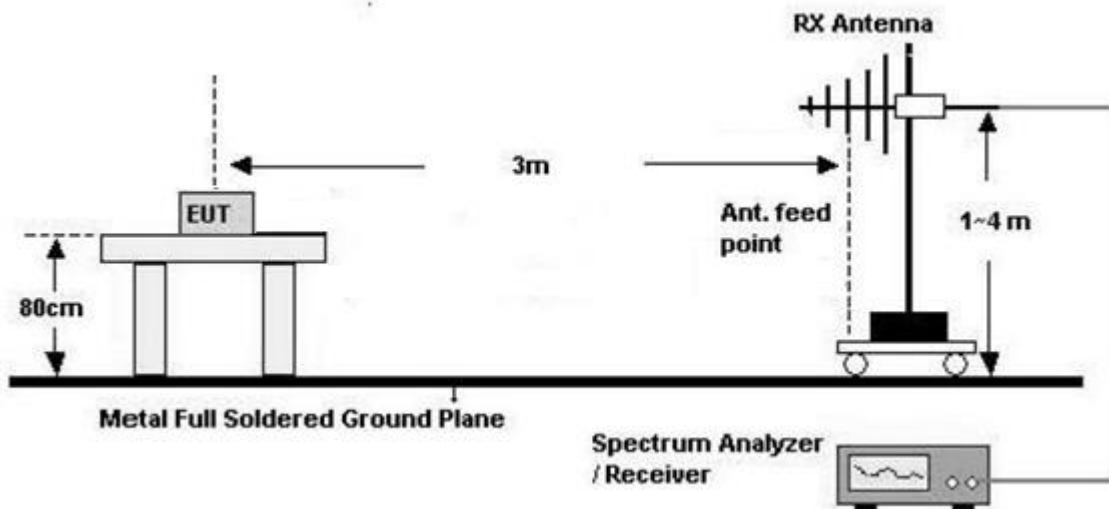 RX Antenna
3m
EUT
Ant. feed
point
1~4 m
80cm
Metal Full Soldered Ground Plane
Spectrum Analyzer
/ Receiver